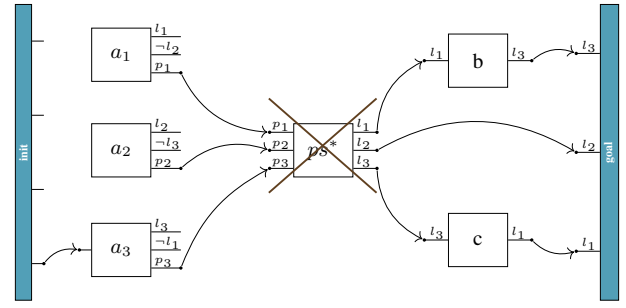 init
l₁
a₁
¬l₂
p₁
l₂
a₂
¬l₃
p₂
l₃
a₃
¬l₁
p₃
p₁
p₂
p₃
ps*
l₁
l₂
l₃
l₁
b
l₃
l₃
c
l₁
l₃
l₂
l₁
goal